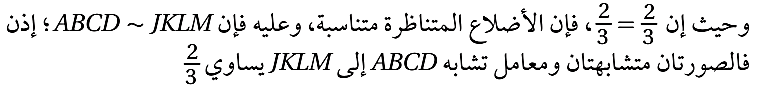 وحيث إن 2/3 = 2/3، فإن الأضلاع المتناظرة متناسبة، وعليه فإن ABCD ~ JKLM؛ إذن
فالصورتان متشابهتان ومعامل تشابه ABCD إلى JKLM يساوي 2/3